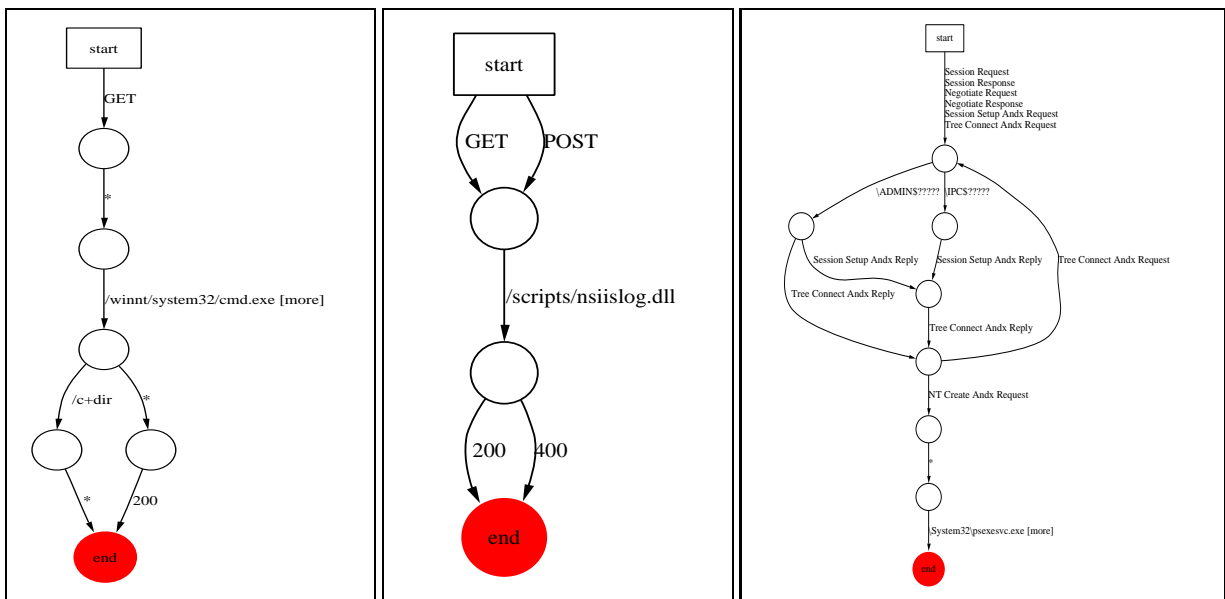 start
GET
*
/winnt/system32/cmd.exe [more]
/c+dir
*
*
200
end
start
GET
POST
/scripts/nsiislog.dll
200
400
end
start
Session Request
Session Response
Negotiate Request
Negotiate Response
Session Setup Andx Request
Tree Connect Andx Request
\ADMIN$?????
\IPC$?????
Session Setup Andx Reply
Session Setup Andx Reply
Tree Connect Andx Request
Tree Connect Andx Reply
Tree Connect Andx Reply
NT Create Andx Request
*
\System32\psexesvc.exe [more]
end